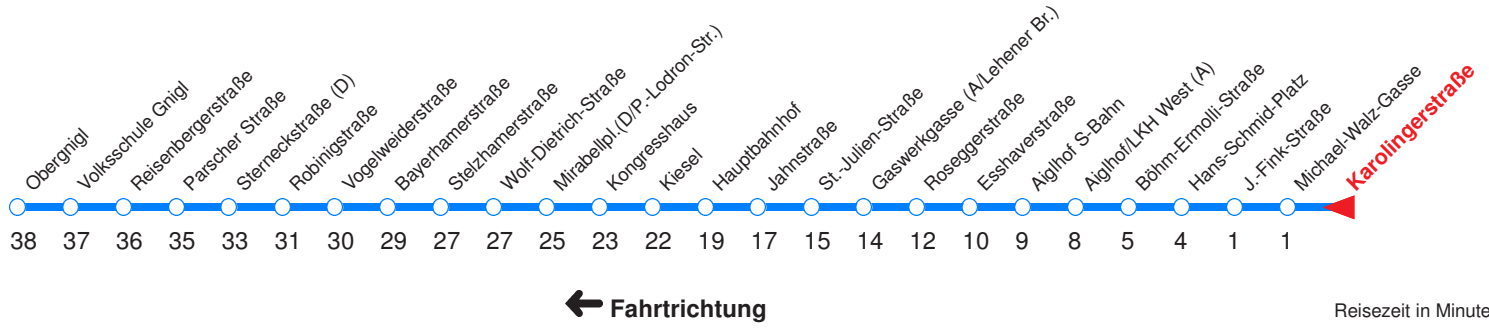 Obergnigl
Volksschule Gnigl
Reisenbergerstraße
Parscher Straße
Sterneckstraße (D)
Robinigstraße
Vogelweiderstraße
Bayerhamerstraße
Stelzhamerstraße
Wolf-Dietrich-Straße
Mirabellpl.(D/P.-Lodron-Str.)
Kongresshaus
Kiesel
Hauptbahnhof
Jahnstraße
St.-Julien-Straße
Gaswerkgasse (A/Lehener Br.)
Roseggerstraße
Esshaverstraße
Aiglhof S-Bahn
Aiglhof/LKH West (A)
Böhm-Ermolli-Straße
Hans-Schmid-Platz
J.-Fink-Straße
Michael-Walz-Gasse
Karolingerstraße
38 37 36 35 33 31 30 29 27 27 25 23 22 19 17 15 14 12 10 9 8 5 4 1 1
Fahrtrichtung
Reisezeit in Minute